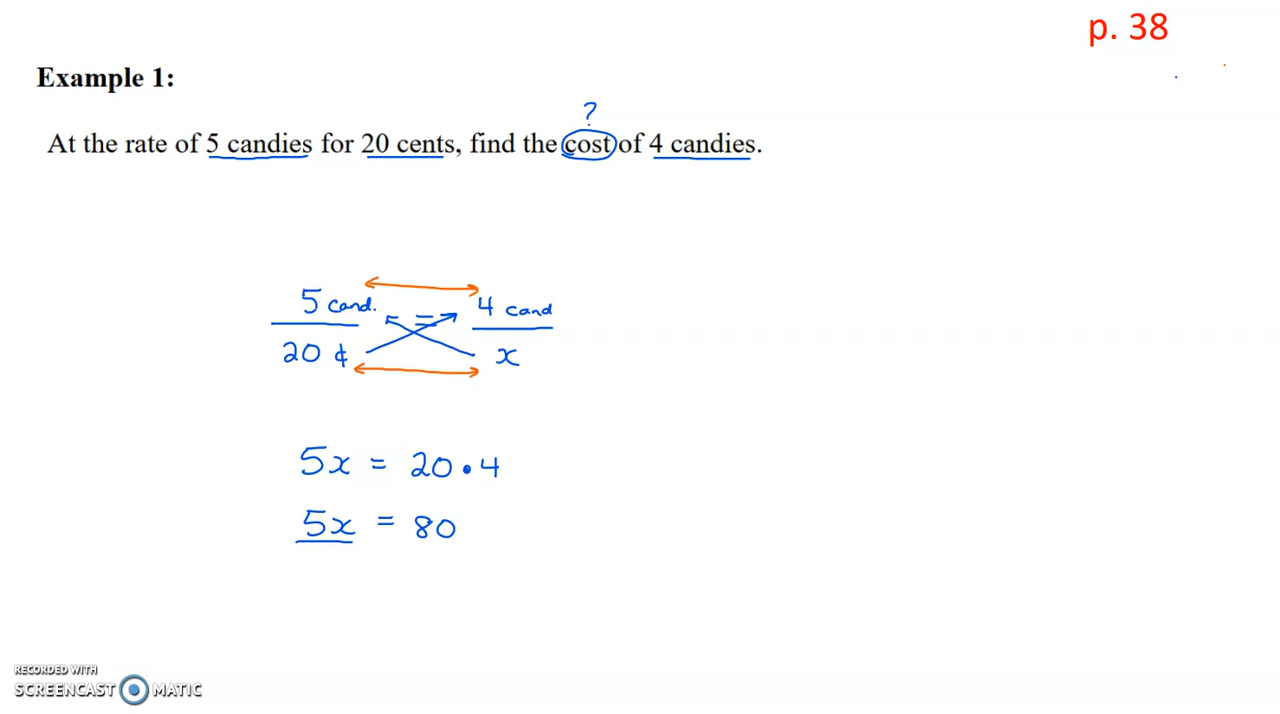 p. 38
Example 1:
?
At the rate of 5 candies for 20 cents, find the cost of 4 candies.
5 cand. = 4 cand
20 ¢ x
5x = 20 • 4
5x = 80
RECORDED WITH
SCREENCAST MATIC